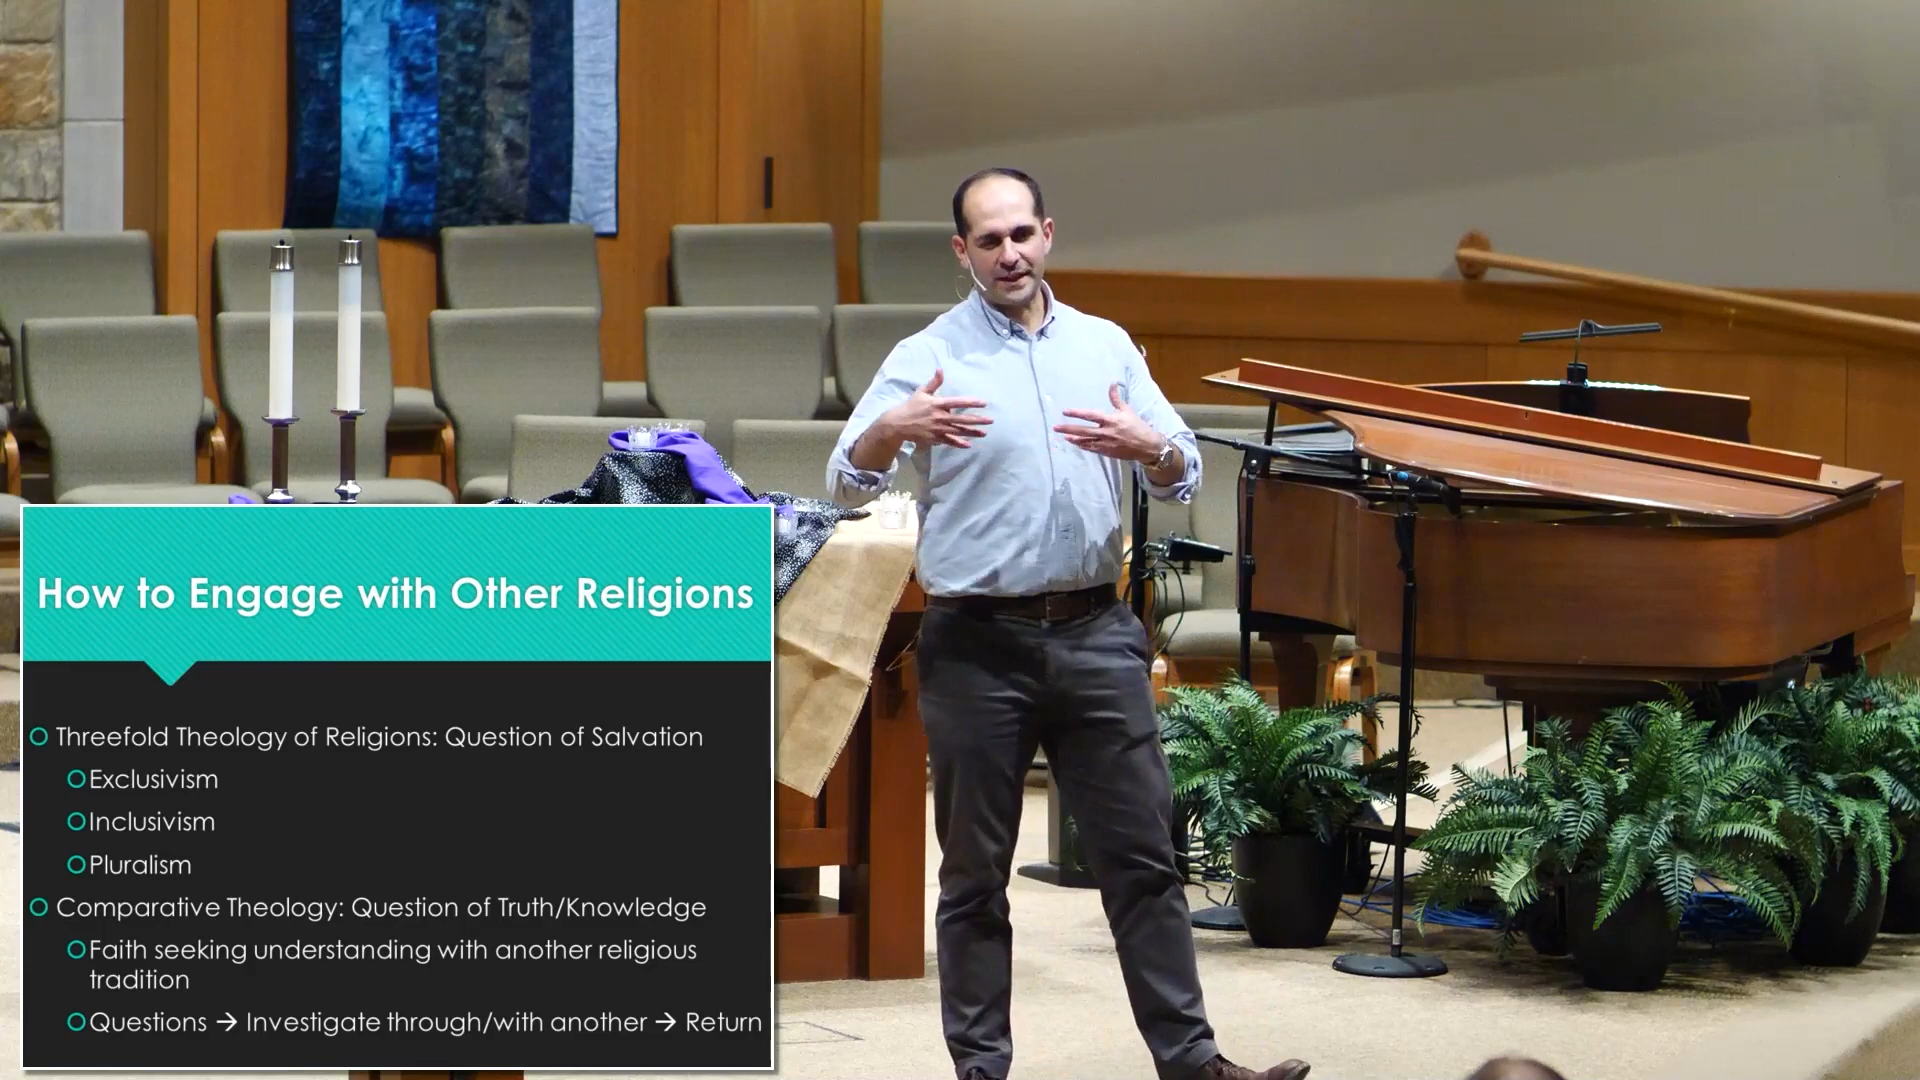 How to Engage with Other Religions
Threefold Theology of Religions: Question of Salvation
Exclusivism
Inclusivism
Pluralism
Comparative Theology: Question of Truth/Knowledge
Faith seeking understanding with another religious
tradition
Questions → Investigate through/with another → Return